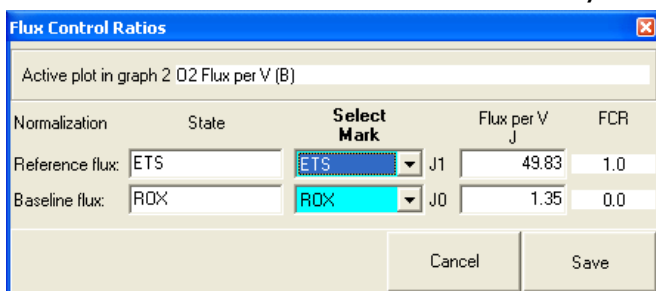 Flux Control Ratios
Active plot in graph 2 O2 Flux per V (B)
Normalization State Select Mark Flux per V J FCR
Reference flux: ETS ETS J1 49.83 1.0
Baseline flux: ROX ROX J0 1.35 0.0
Cancel Save